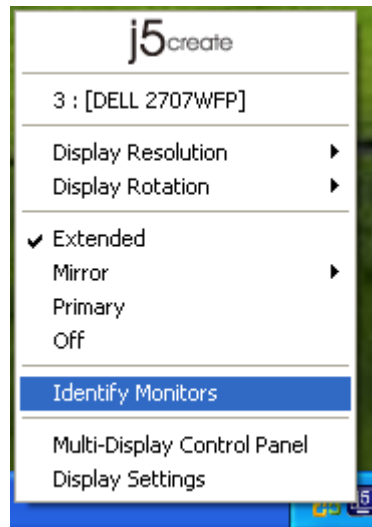 j5create
3 : [DELL 2707WFP]
Display Resolution
Display Rotation
Extended
Mirror
Primary
Off
Identify Monitors
Multi-Display Control Panel
Display Settings